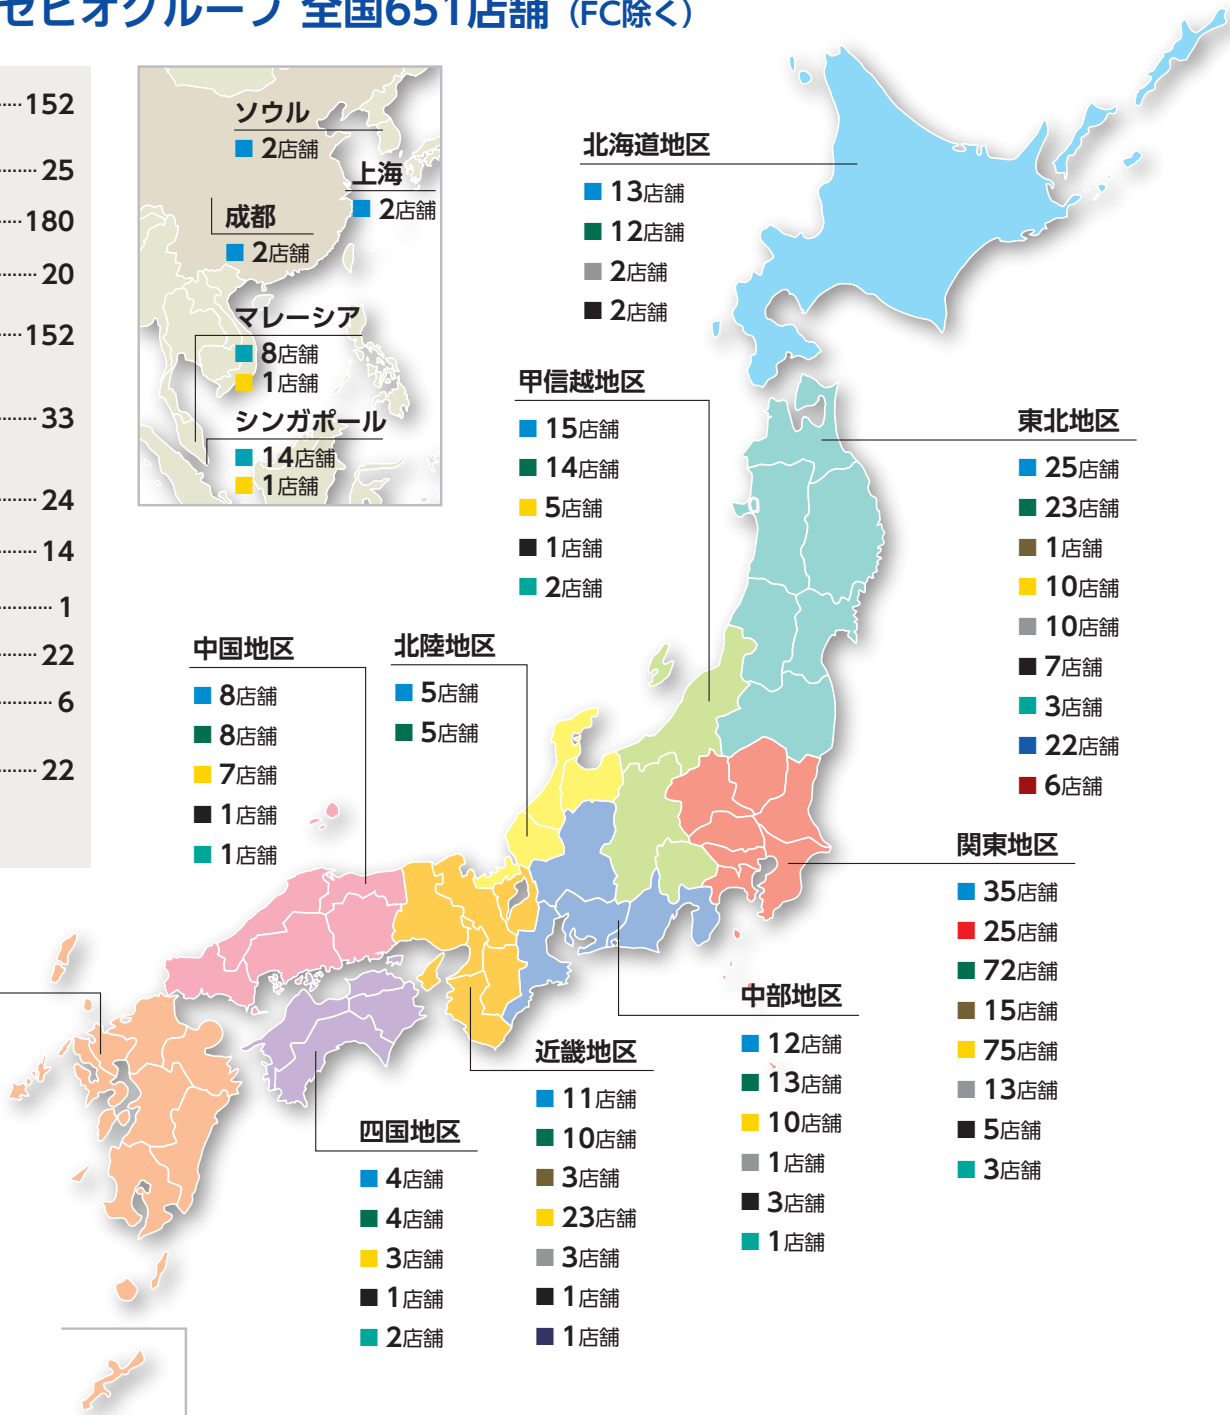 ゼビオグループ 全国651店舗（FC除く）
152
25
180
20
152
33
24
14
1
22
6
22
ソウル
2店舗
上海
2店舗
成都
2店舗
マレーシア
8店舗
1店舗
シンガポール
14店舗
1店舗
北海道地区
13店舗
12店舗
2店舗
2店舗
甲信越地区
15店舗
14店舗
5店舗
1店舗
2店舗
東北地区
25店舗
23店舗
1店舗
10店舗
10店舗
7店舗
3店舗
22店舗
6店舗
中国地区
8店舗
8店舗
7店舗
1店舗
1店舗
北陸地区
5店舗
5店舗
関東地区
35店舗
25店舗
72店舗
15店舗
75店舗
13店舗
5店舗
3店舗
中部地区
12店舗
13店舗
10店舗
1店舗
3店舗
1店舗
近畿地区
11店舗
10店舗
3店舗
23店舗
3店舗
1店舗
1店舗
四国地区
4店舗
4店舗
3店舗
1店舗
2店舗